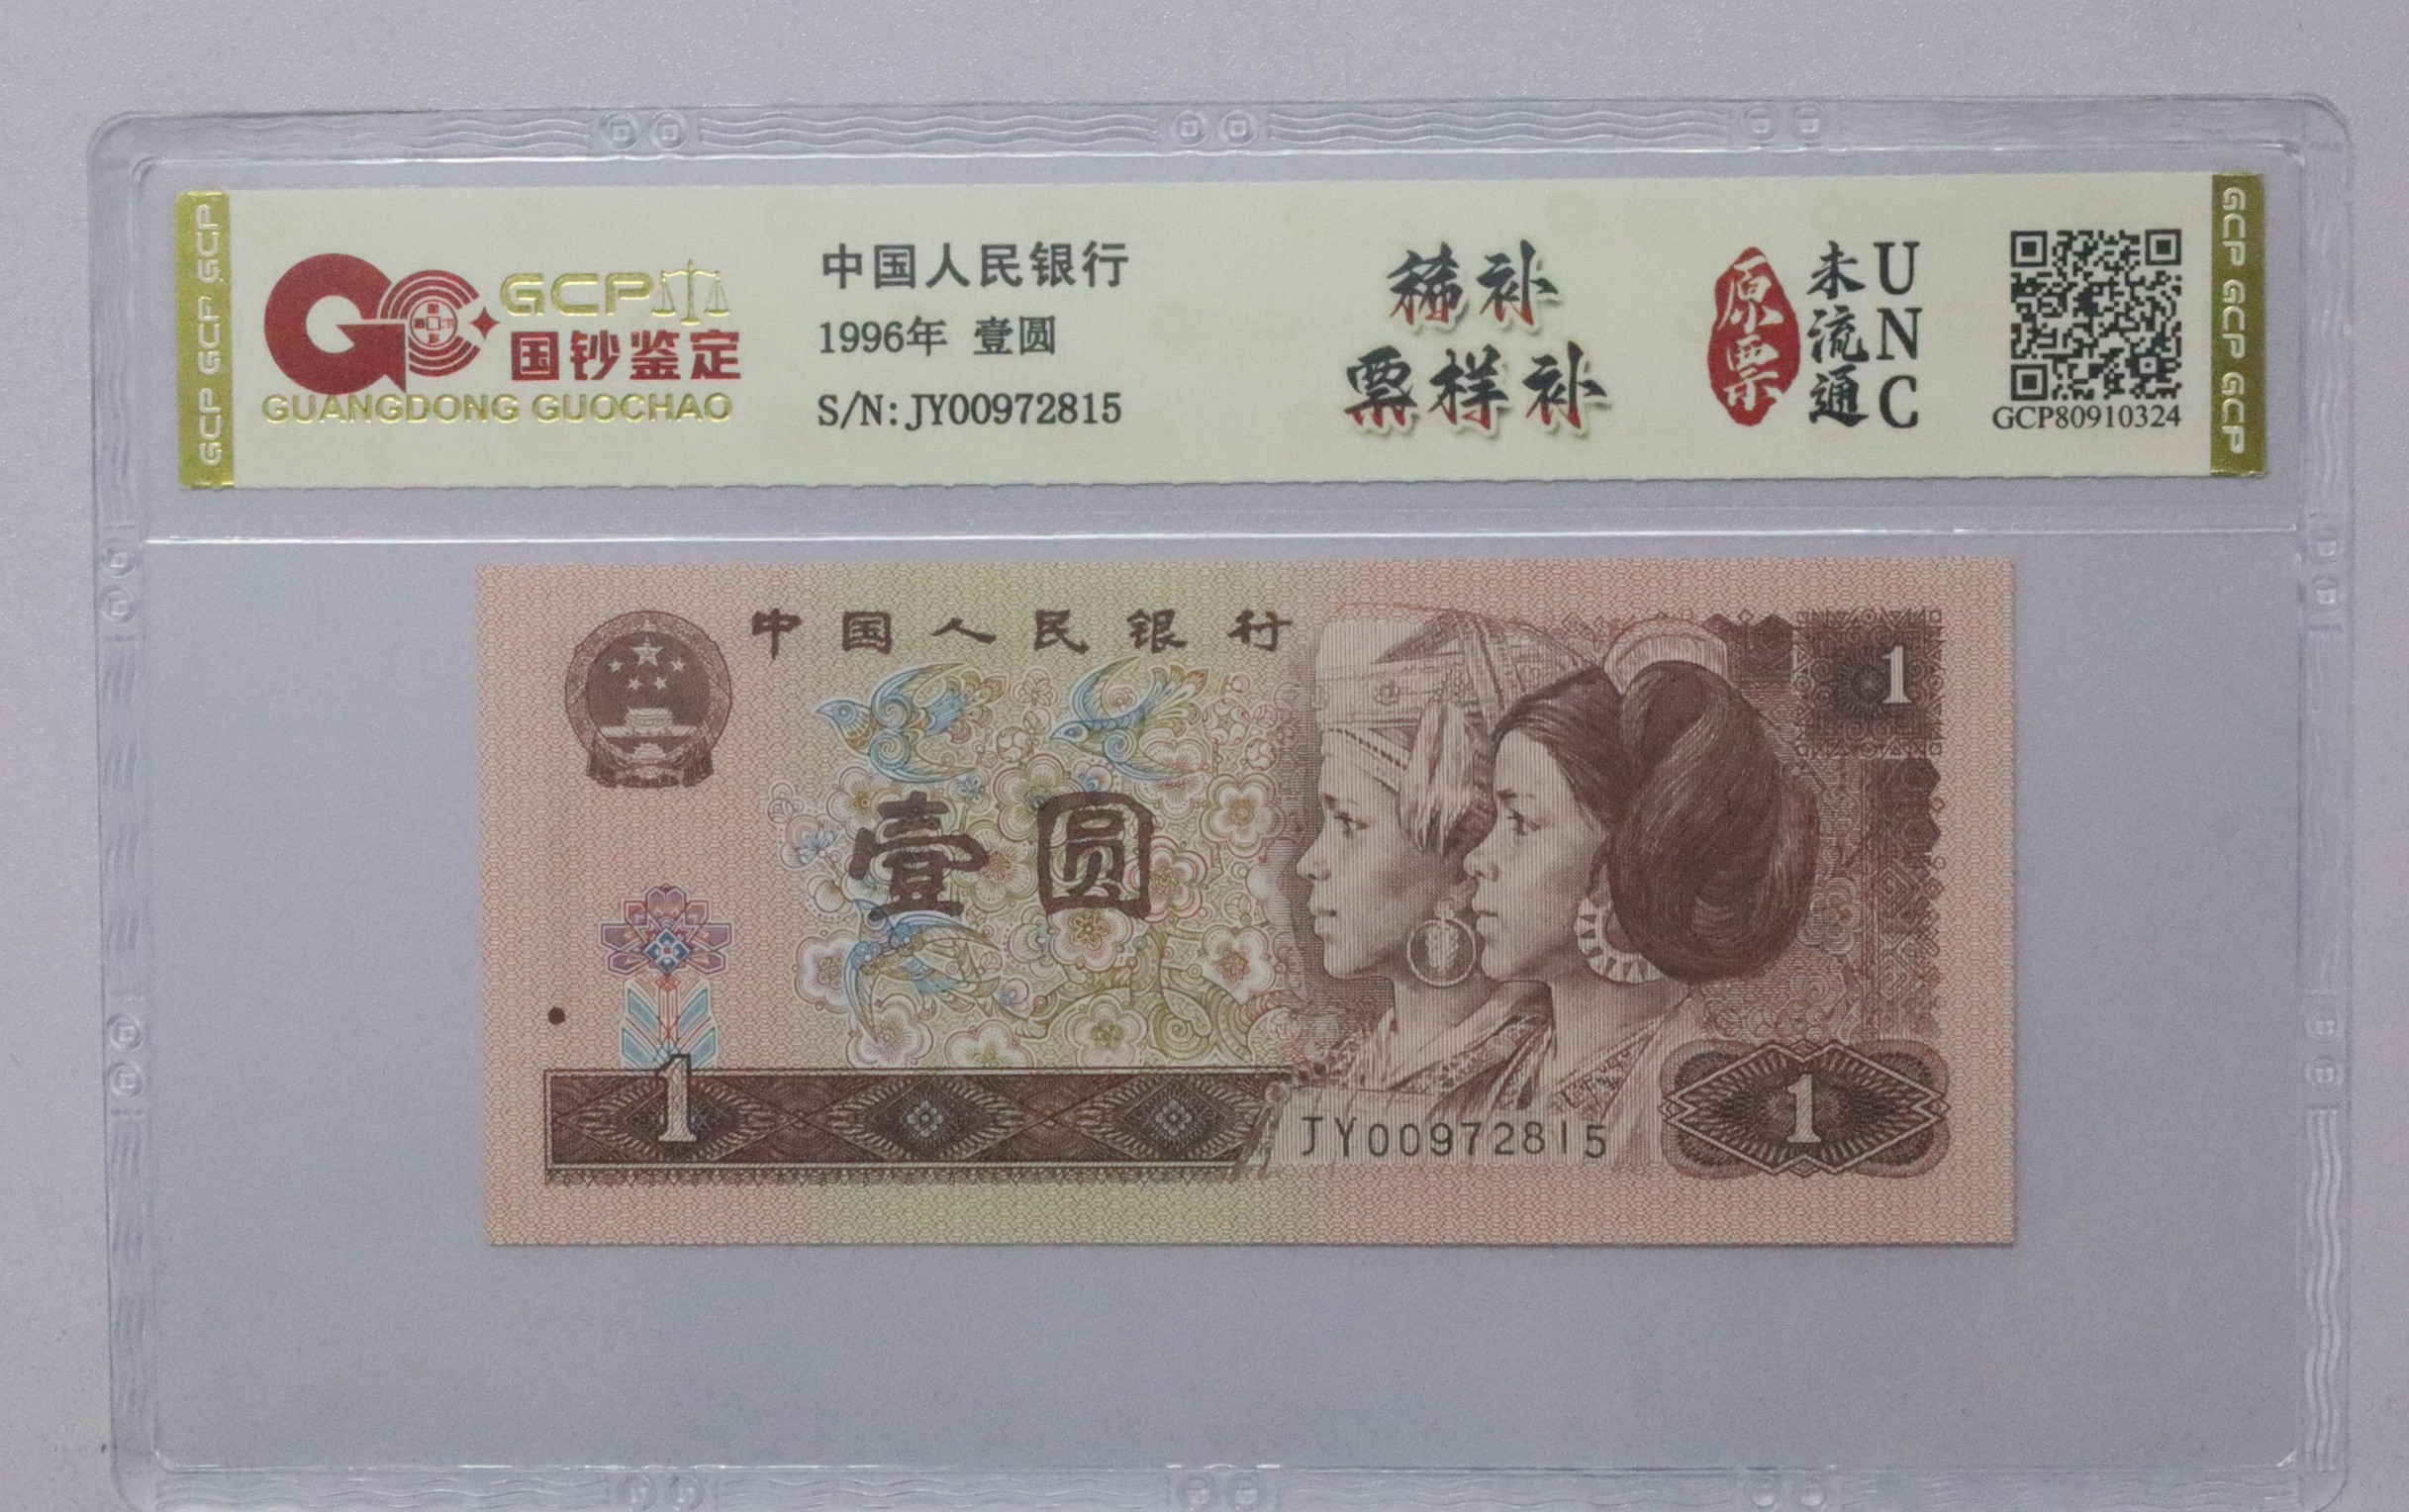 GCP GCP GCP
GCP
国钞鉴定
GUANGDONG GUOCHAO
中国人民银行
1996年 壹圆
S/N:JY00972815
稀补
票样补
原票
未流通
UNC
GCP80910324
GCP GCP GCP
中国人民银行
1
壹圆
1
JY00972815
1